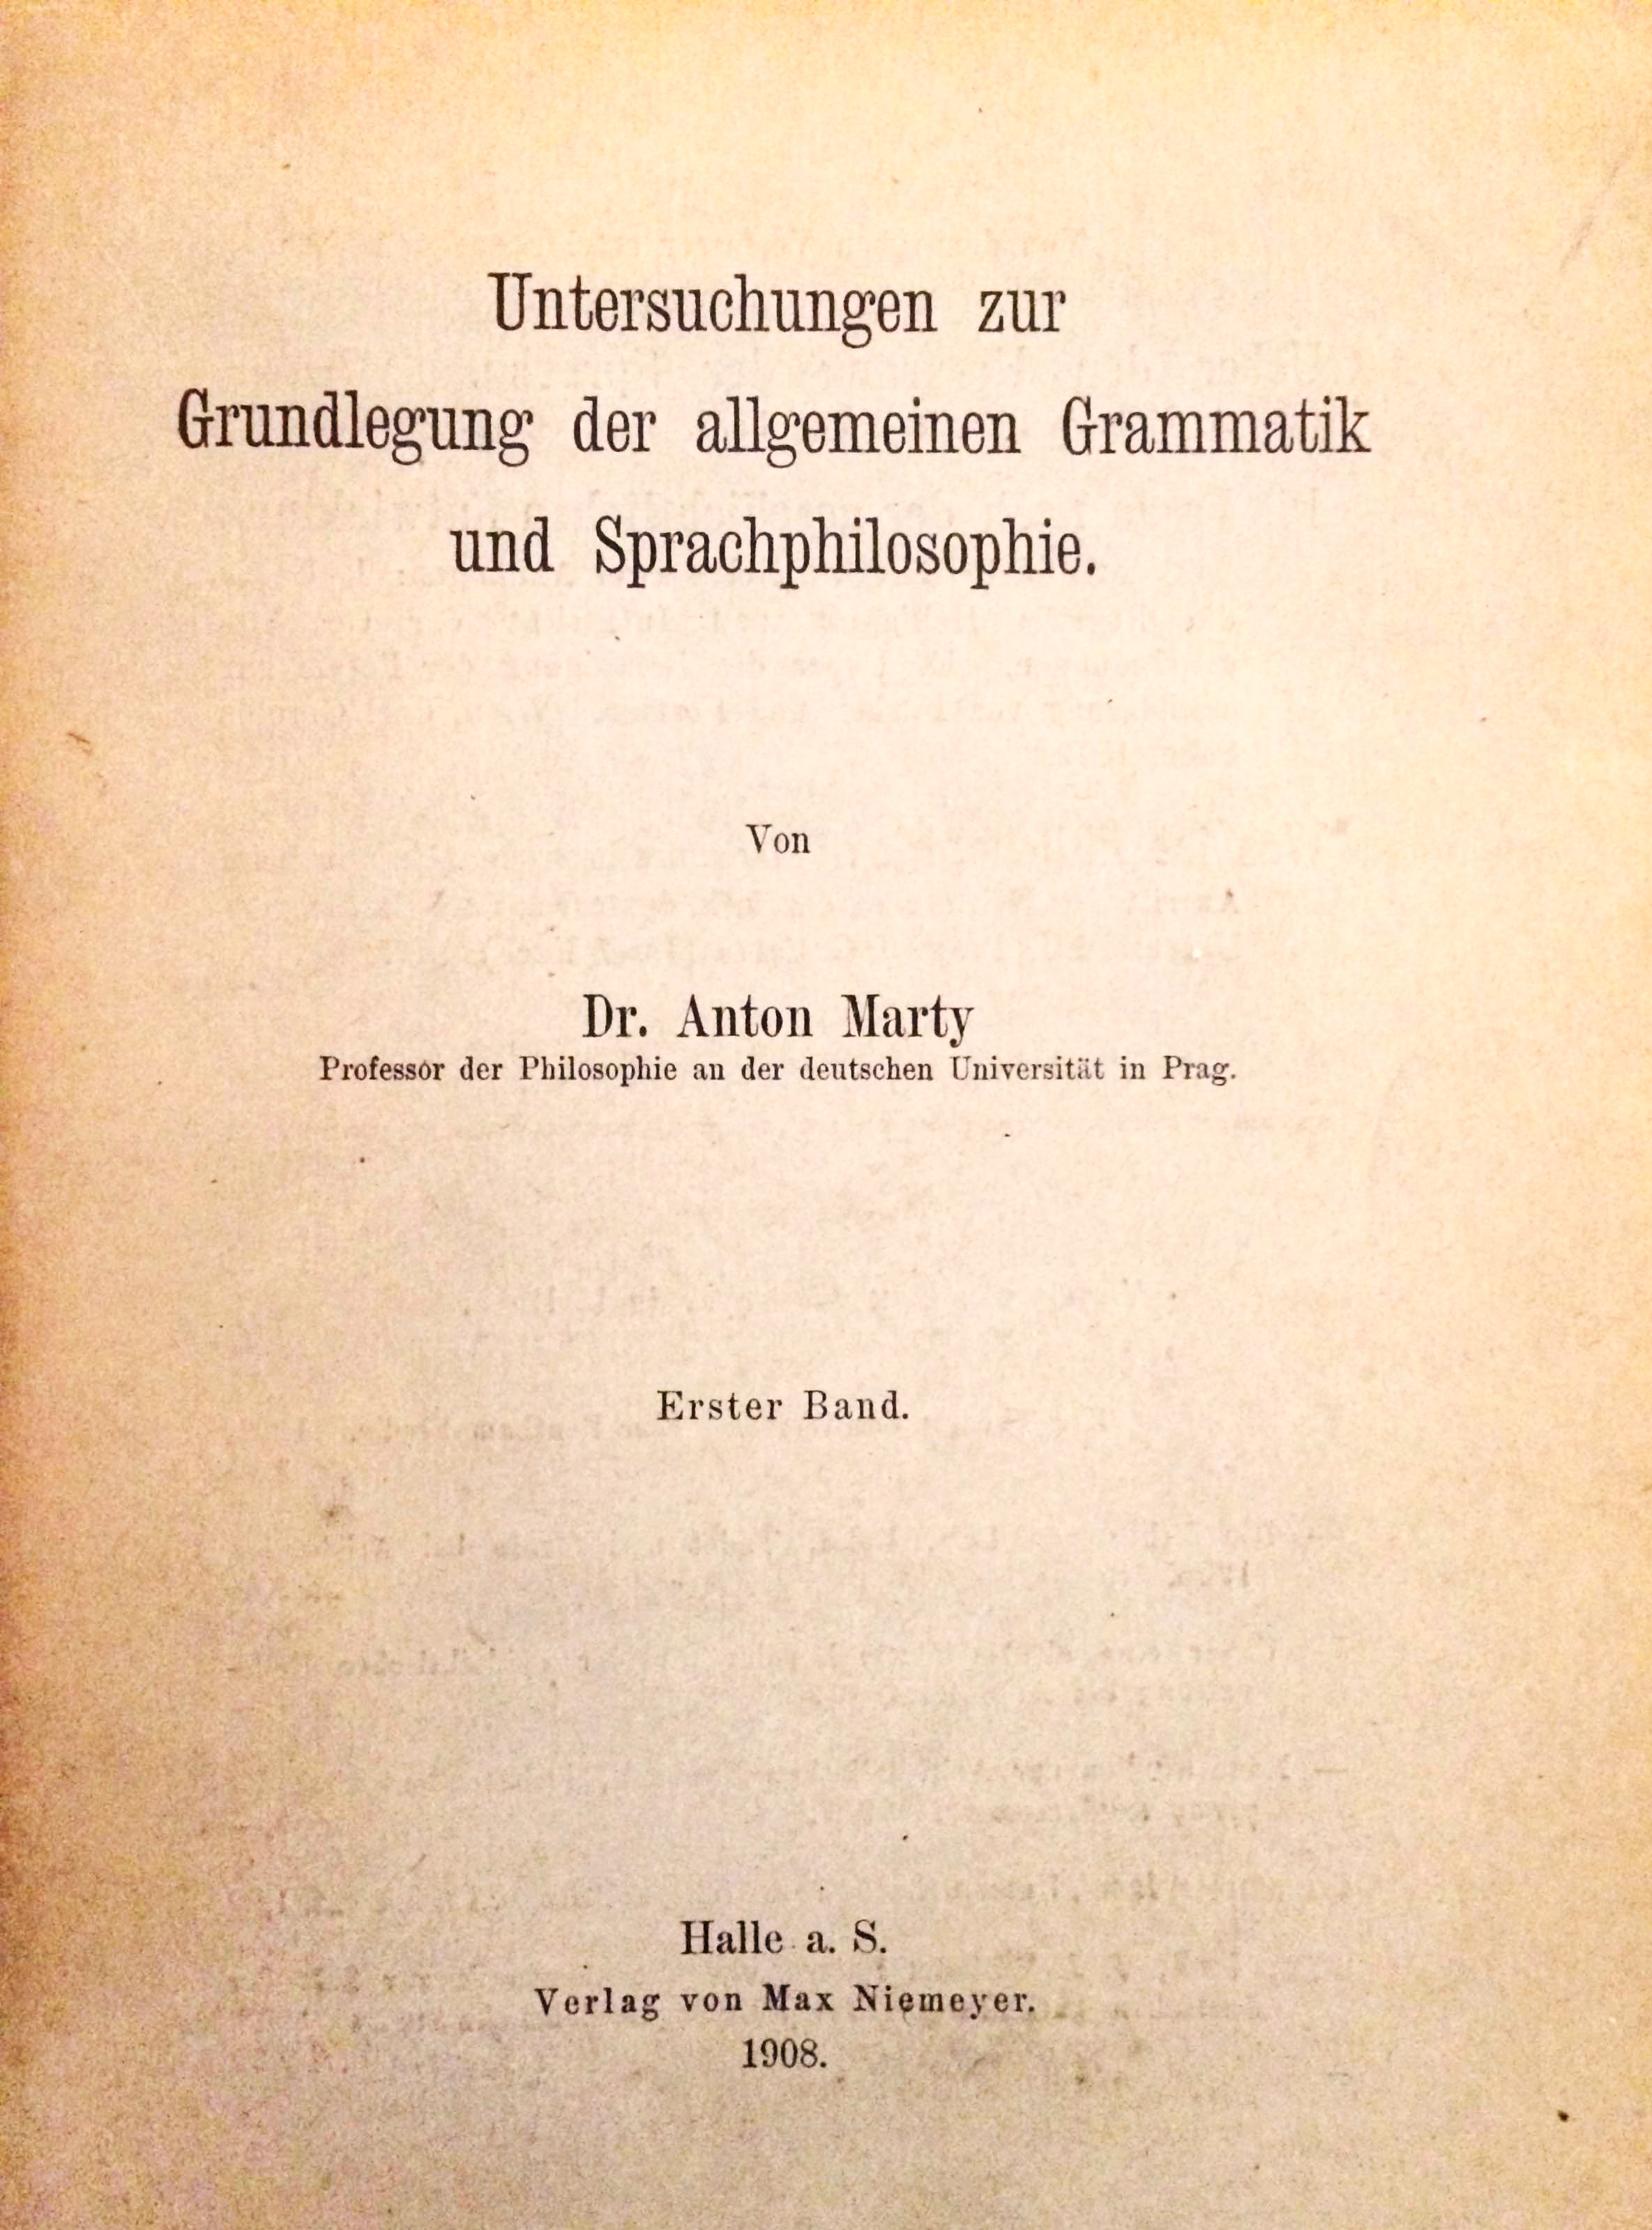 Untersuchungen zur
Grundlegung der allgemeinen Grammatik
und Sprachphilosophie.
Von
Dr. Anton Marty
Professor der Philosophie an der deutschen Universität in Prag.
Erster Band.
Halle a. S.
Verlag von Max Niemeyer.
1908.